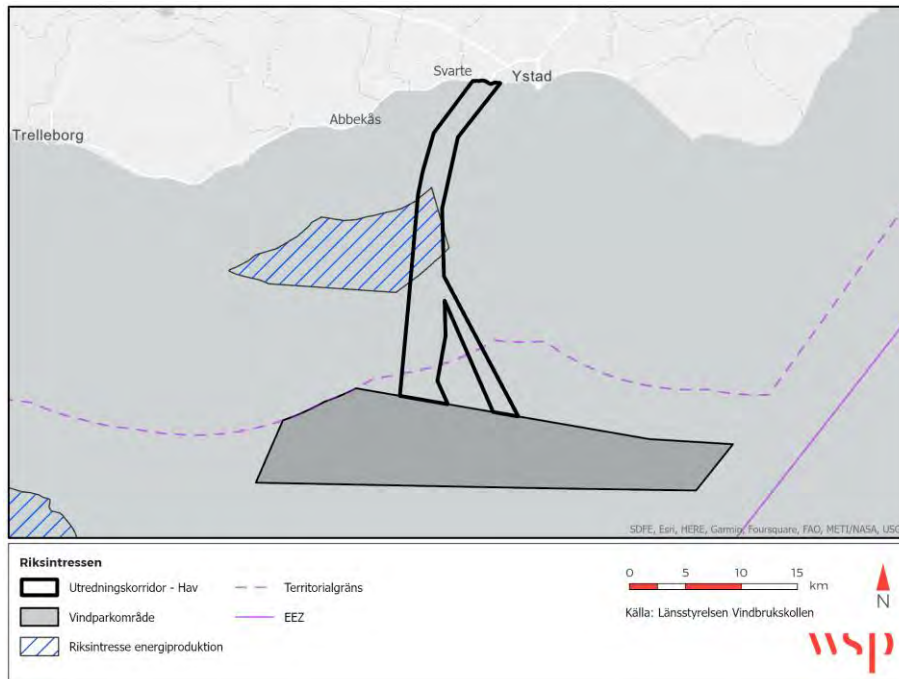 Svarte
Ystad
Abbekås
Trelleborg
SDFE, Esri, HERE, Garmin, Foursquare, FAO, METI/NASA, USG
Riksintressen
Utredningskorridor - Hav
Territorialgräns
Vindparkområde
EEZ
Riksintresse energiproduktion
0 5 10 15
km
Källa: Länsstyrelsen Vindbrukskollen
N
wsp